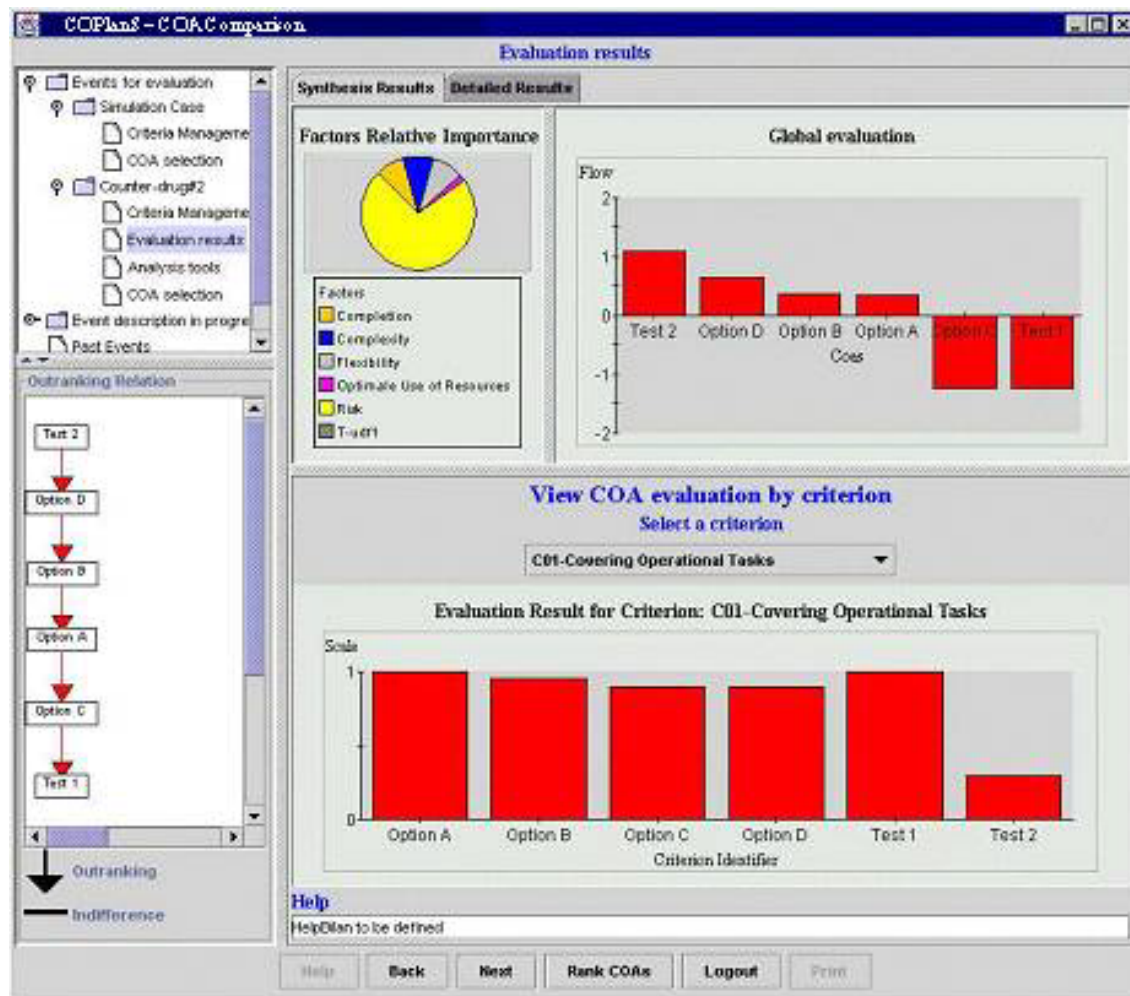 COPlanS – COA Comparison
Evaluation results
Events for evaluation
Simulation Case
Criteria Manageme
COA selection
Counter-drug#2
Criteria Manageme
Evaluation results
Analysis tools
COA selection
Event description in progre
Past Events
Outranking Relation
Test 2
Option D
Option B
Option A
Option C
Test 1
Outranking
Indifference
Synthesis Results Detailed Results
Factors Relative Importance
Factors
Completion
Complexity
Flexibility
Optimale Use of Resources
Risk
Global evaluation
Flow
2
1
0
-1
-2
Test 2 Option D Option B Option A Option C Test 1
Coas
View COA evaluation by criterion
Select a criterion
C01-Covering Operational Tasks
Evaluation Result for Criterion: C01-Covering Operational Tasks
Scale
1
0
Option A Option B Option C Option D Test 1 Test 2
Criterion Identifier
Help
to be defined
Help Back Next Rank COAs Logout Print